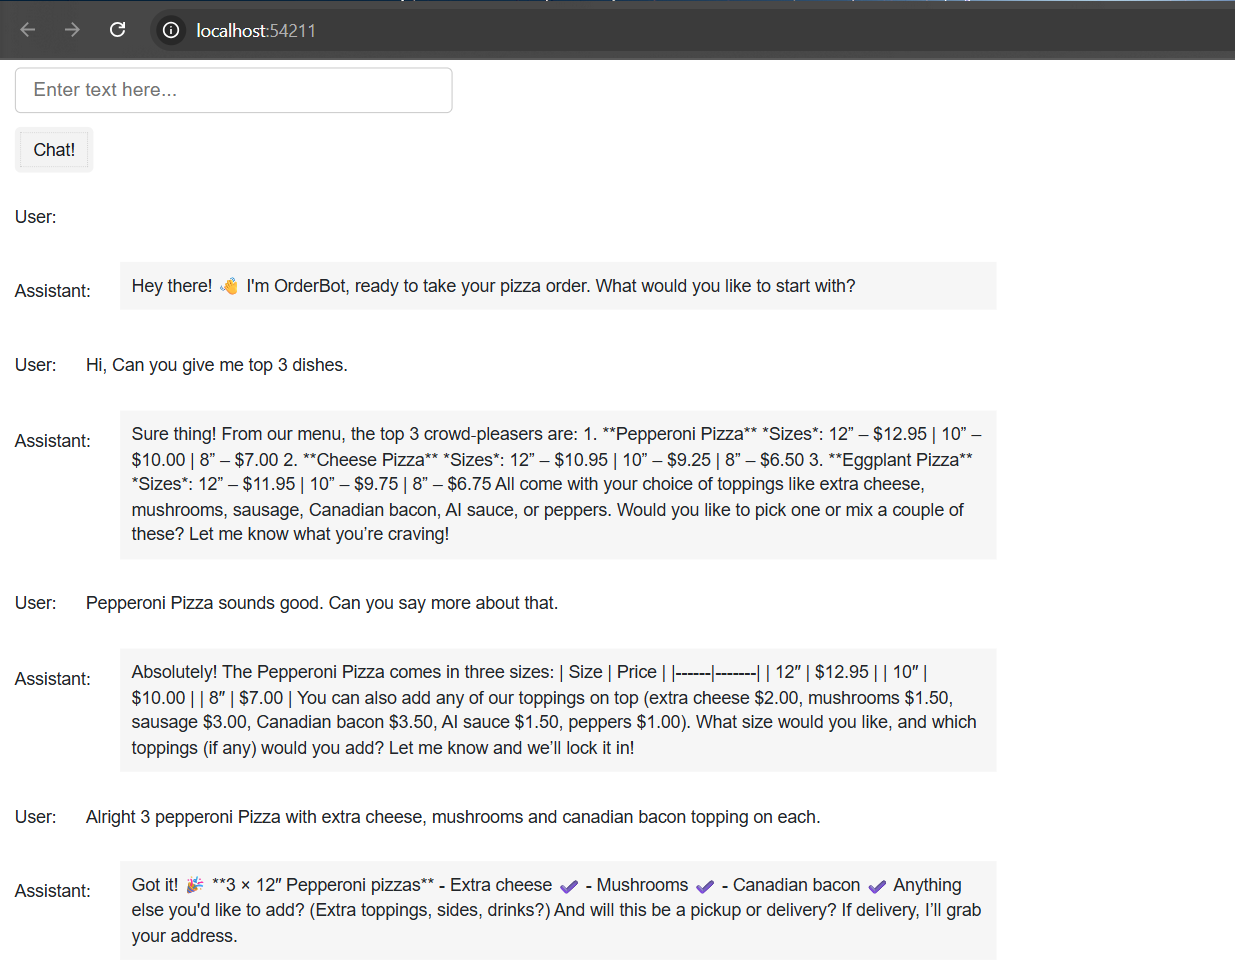 localhost:54211
Enter text here...
Chat!
User:
Assistant: Hey there! 👋 I'm OrderBot, ready to take your pizza order. What would you like to start with?
User: Hi, Can you give me top 3 dishes.
Assistant: Sure thing! From our menu, the top 3 crowd-pleasers are: 1. **Pepperoni Pizza** *Sizes*: 12” – $12.95 | 10” –
$10.00 | 8” – $7.00 2. **Cheese Pizza** *Sizes*: 12” – $10.95 | 10” – $9.25 | 8” – $6.50 3. **Eggplant Pizza**
*Sizes*: 12” – $11.95 | 10” – $9.75 | 8” – $6.75 All come with your choice of toppings like extra cheese,
mushrooms, sausage, Canadian bacon, AI sauce, or peppers. Would you like to pick one or mix a couple of
these? Let me know what you’re craving!
User: Pepperoni Pizza sounds good. Can you say more about that.
Assistant: Absolutely! The Pepperoni Pizza comes in three sizes: | Size | Price | |------|-------| | 12″ | $12.95 | | 10″ |
$10.00 | | 8″ | $7.00 | You can also add any of our toppings on top (extra cheese $2.00, mushrooms $1.50,
sausage $3.00, Canadian bacon $3.50, AI sauce $1.50, peppers $1.00). What size would you like, and which
toppings (if any) would you add? Let me know and we’ll lock it in!
User: Alright 3 pepperoni Pizza with extra cheese, mushrooms and canadian bacon topping on each.
Assistant: Got it! 🎉 **3 × 12″ Pepperoni pizzas** - Extra cheese ✔ - Mushrooms ✔ - Canadian bacon ✔ Anything
else you'd like to add? (Extra toppings, sides, drinks?) And will this be a pickup or delivery? If delivery, I’ll grab
your address.